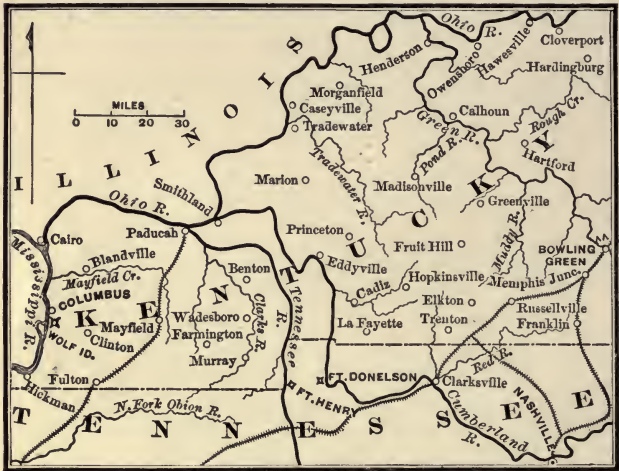 Ohio R.
Henderson
Owensboro
Hawesville
Cloverport
Hardingburg
Morganfield
Caseyville
Tradewater
MILES
0 10 20 30
ILLINOIS
Calhoun
Green R.
Rough Cr.
Hartford
Pond R.
Tradewater R.
Marion
Madisonville
Greenville
Smithland
Ohio R.
Paducah
Princeton
Fruit Hill
Muddy R.
BOWLING
GREEN
Cairo
Mississippi R.
Blandville
Mayfield Cr.
Eddyville
Benton
Hopkinsville
Memphis Junc.
Cadiz
COLUMBUS
KENTUCKY
WOLF ID.
Clinton
Mayfield
Wadesboro
Farmington
Clarks R.
Tennessee R.
Elkton
Russellville
La Fayette
Trenton
Franklin
Murray
Red R.
Hickman
Fulton
FT. HENRY
FT. DONELSON
Clarksville
NASHVILLE
Cumberland R.
N. Fork Obion R.
TENNESSEE